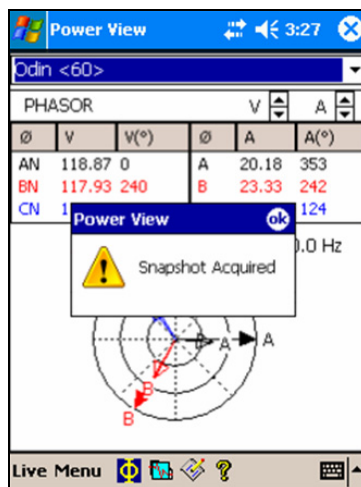 Power View 3:27
Odin <60>
PHASOR V A
Ø V V(°) Ø A A(°)
AN 118.87 0 A 20.18 353
BN 117.93 240 B 23.33 242
CN 1 124
Power View ok
Snapshot Acquired
.0 Hz
A A
B
B
Live Menu